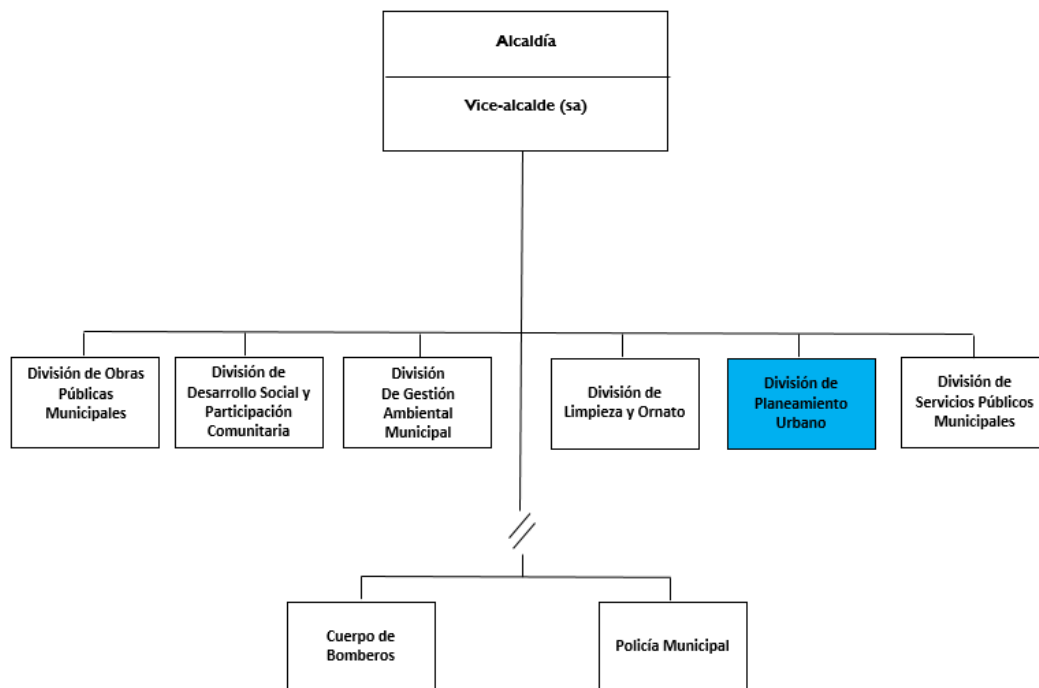 Alcaldía
Vice-alcalde (sa)
División de Obras
Públicas
Municipales
División de
Desarrollo Social y
Participación
Comunitaria
División
De Gestión
Ambiental
Municipal
División de
Limpieza y Ornato
División de
Planeamiento
Urbano
División de
Servicios Públicos
Municipales
Cuerpo de
Bomberos
Policía Municipal